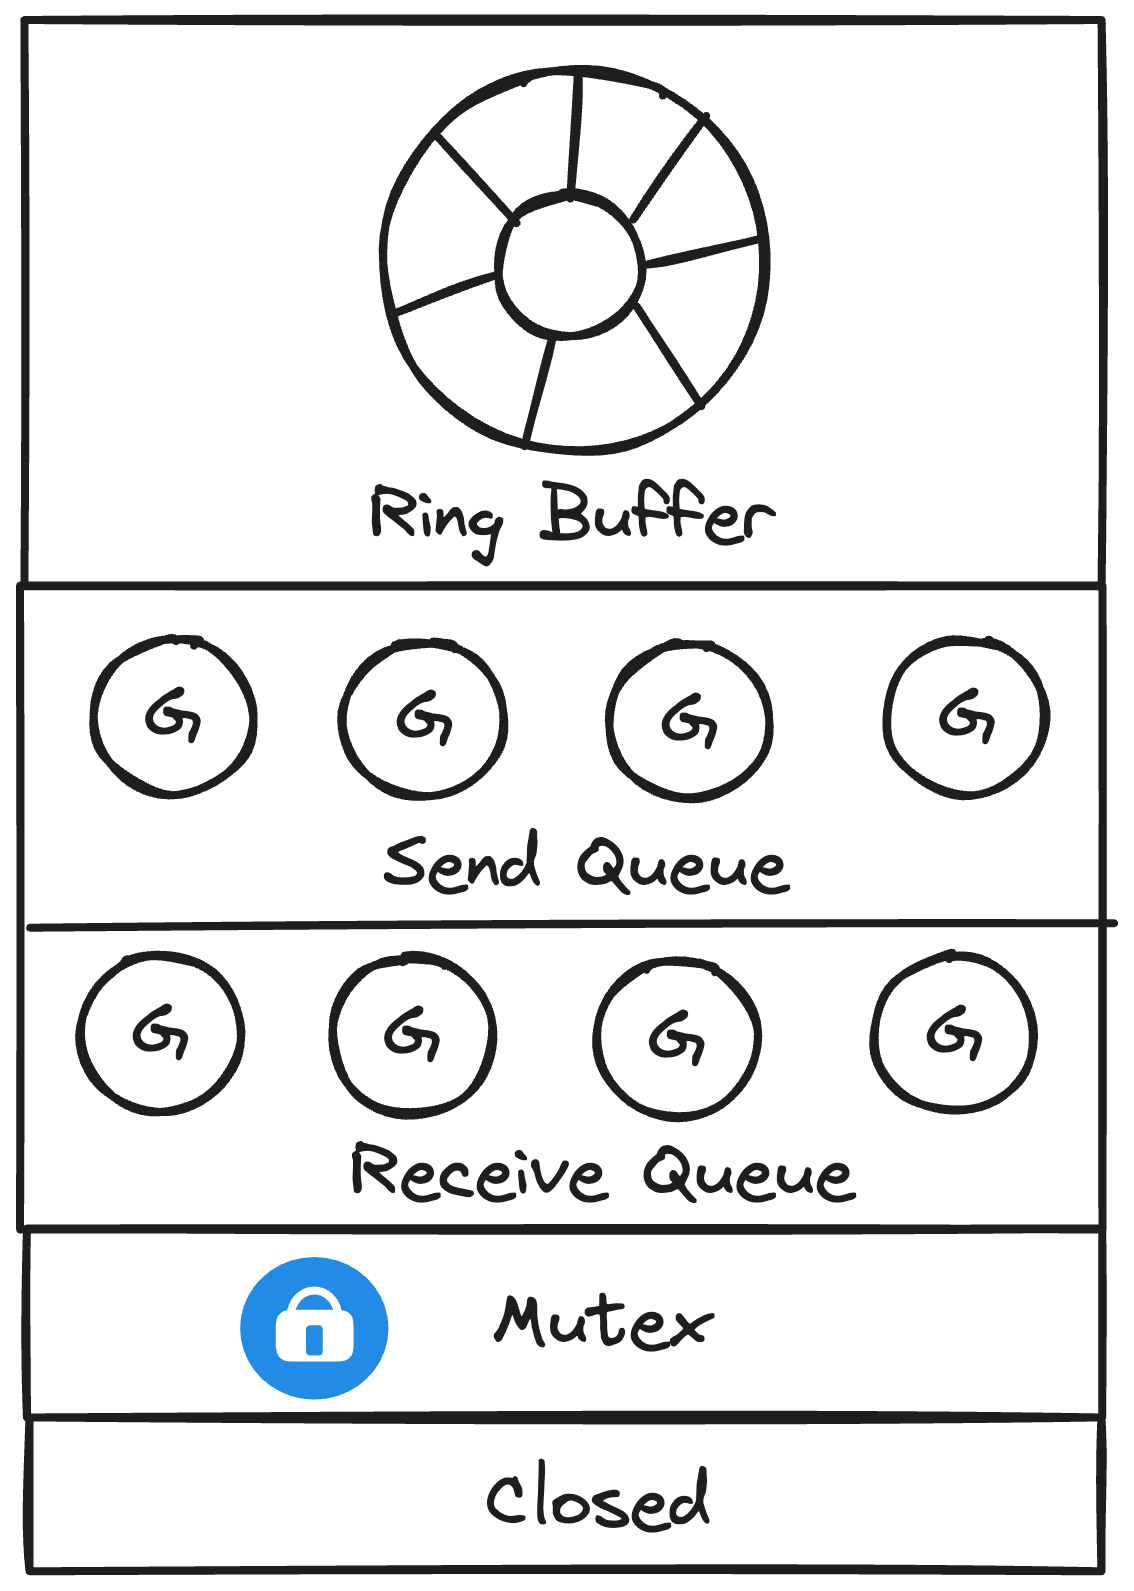 Ring Buffer
G G G G
Send Queue
G G G G
Receive Queue
Mutex
Closed